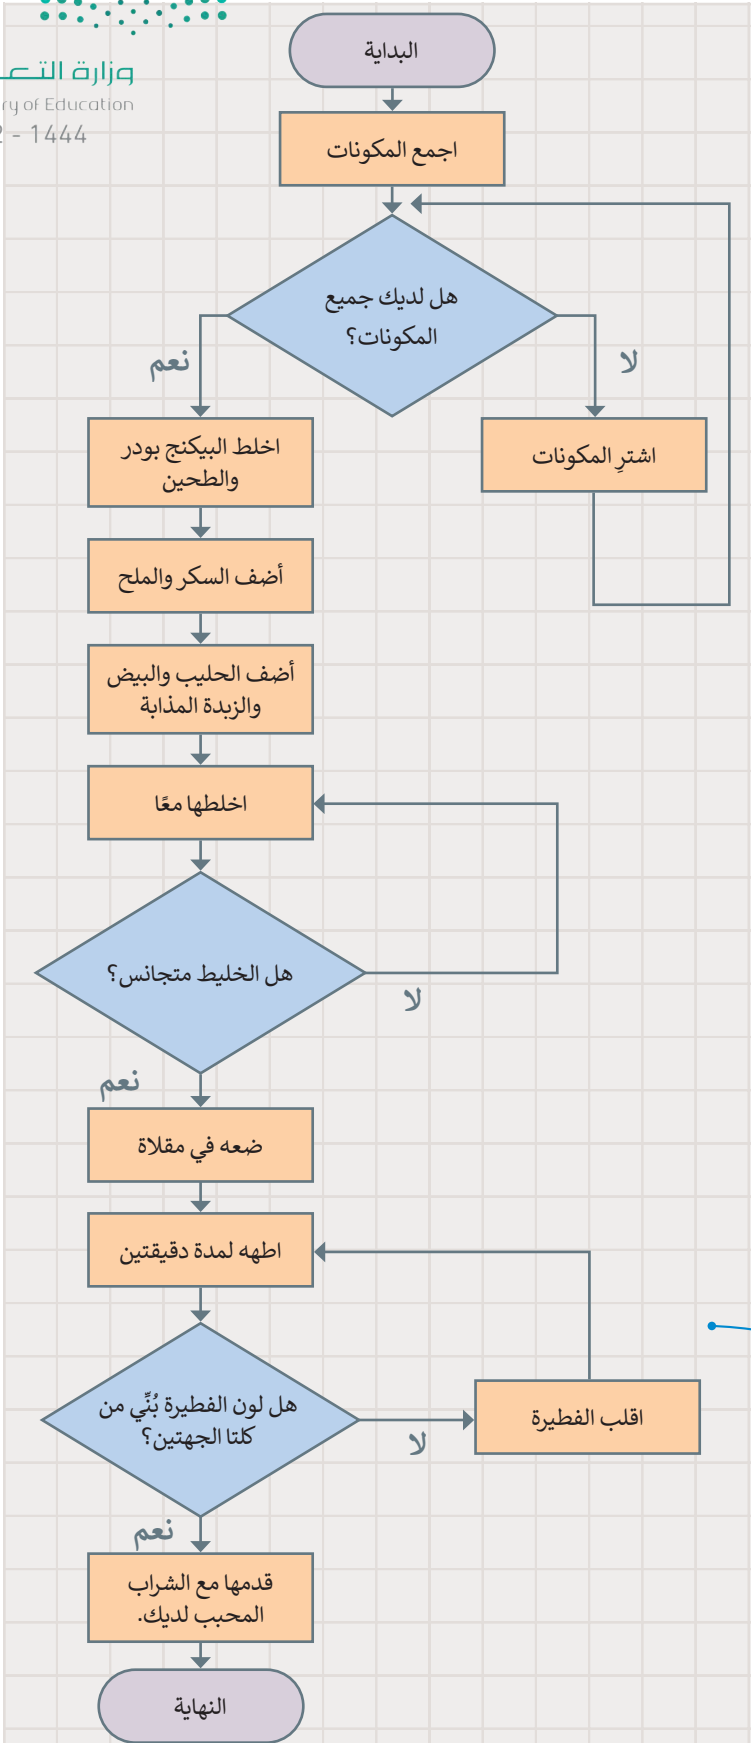 وزارة التعـ
ry of Education
2 - 1444
البداية
اجمع المكونات
هل لديك جميع
المكونات؟
نعم
لا
اخلط البيكنج بودر
والطحين
اشترِ المكونات
أضف السكر والملح
أضف الحليب والبيض
والزبدة المذابة
اخلطها معًا
هل الخليط متجانس؟
لا
نعم
ضعه في مقلاة
اطهه لمدة دقيقتين
هل لون الفطيرة بُنِّي من
كلتا الجهتين؟
لا
اقلب الفطيرة
نعم
قدمها مع الشراب
المحبب لديك.
النهاية